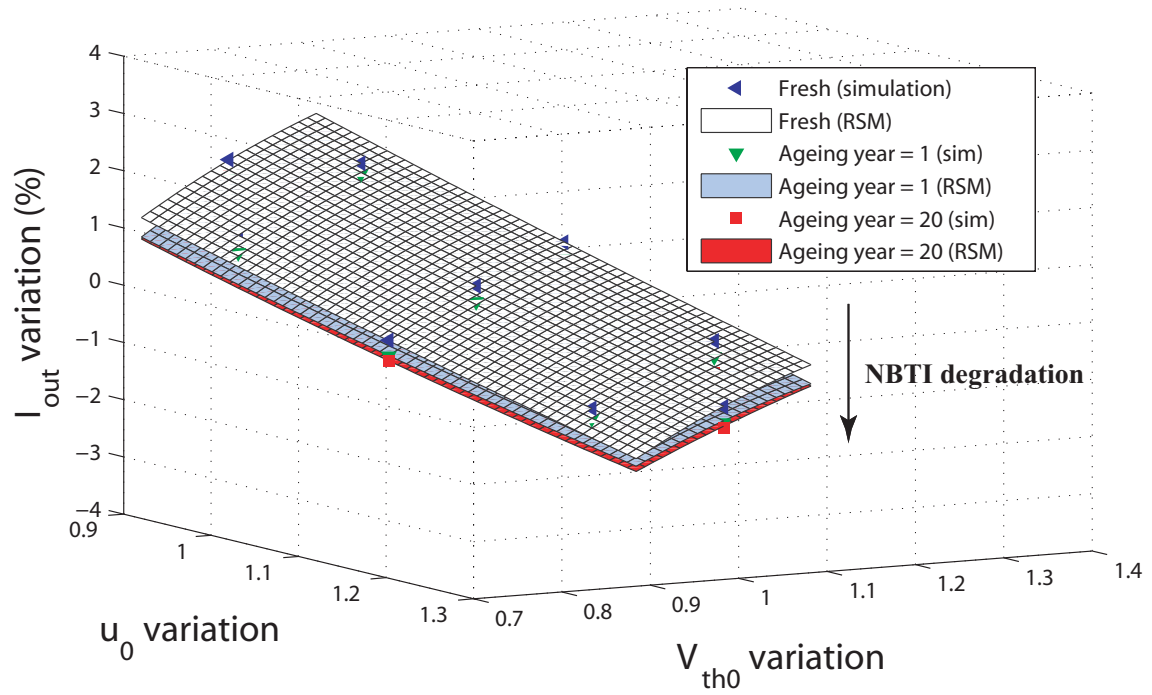 4
3
2
1
0
−1
−2
−3
−4
I_out variation (%)
0.9
1
1.1
1.2
1.3
u_0 variation
0.7
0.8
0.9
1
1.1
1.2
1.3
1.4
V_th0 variation
Fresh (simulation)
Fresh (RSM)
Ageing year = 1 (sim)
Ageing year = 1 (RSM)
Ageing year = 20 (sim)
Ageing year = 20 (RSM)
NBTI degradation